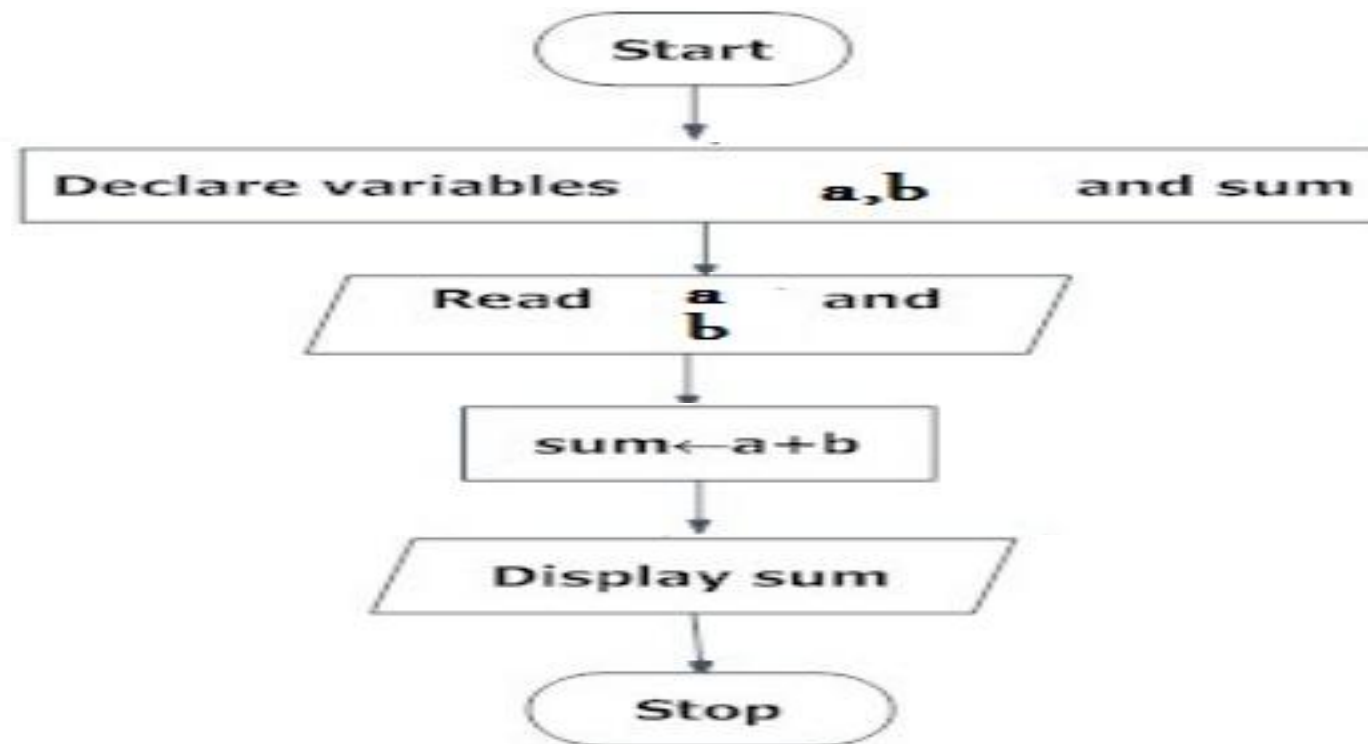 Start
Declare variables a,b and sum
Read a and
b
sum←a+b
Display sum
Stop